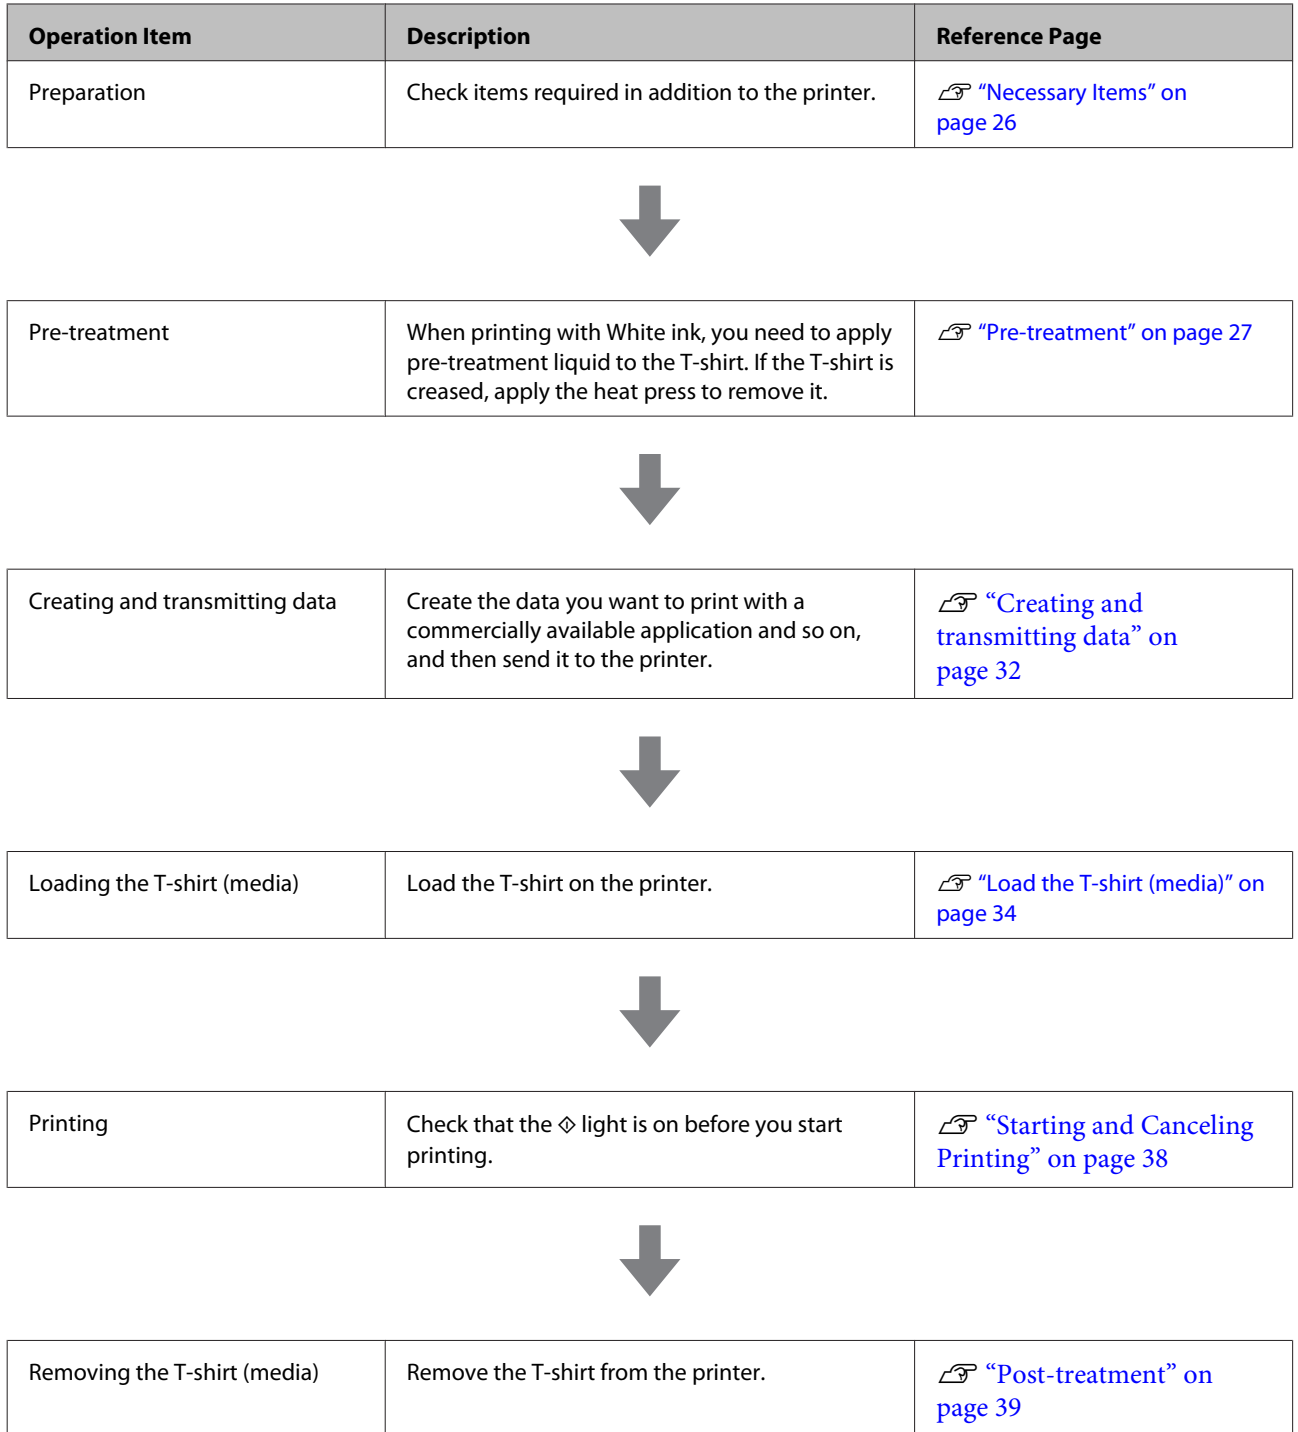 Operation Item Description Reference Page
Preparation Check items required in addition to the printer. “Necessary Items” on
page 26
Pre-treatment When printing with White ink, you need to apply “Pre-treatment” on page 27
pre-treatment liquid to the T-shirt. If the T-shirt is
creased, apply the heat press to remove it.
Creating and transmitting data Create the data you want to print with a “Creating and
commercially available application and so on, transmitting data” on
and then send it to the printer. page 32
Loading the T-shirt (media) Load the T-shirt on the printer. “Load the T-shirt (media)” on
page 34
Printing Check that the light is on before you start “Starting and Canceling
printing. Printing” on page 38
Removing the T-shirt (media) Remove the T-shirt from the printer. “Post-treatment” on
page 39